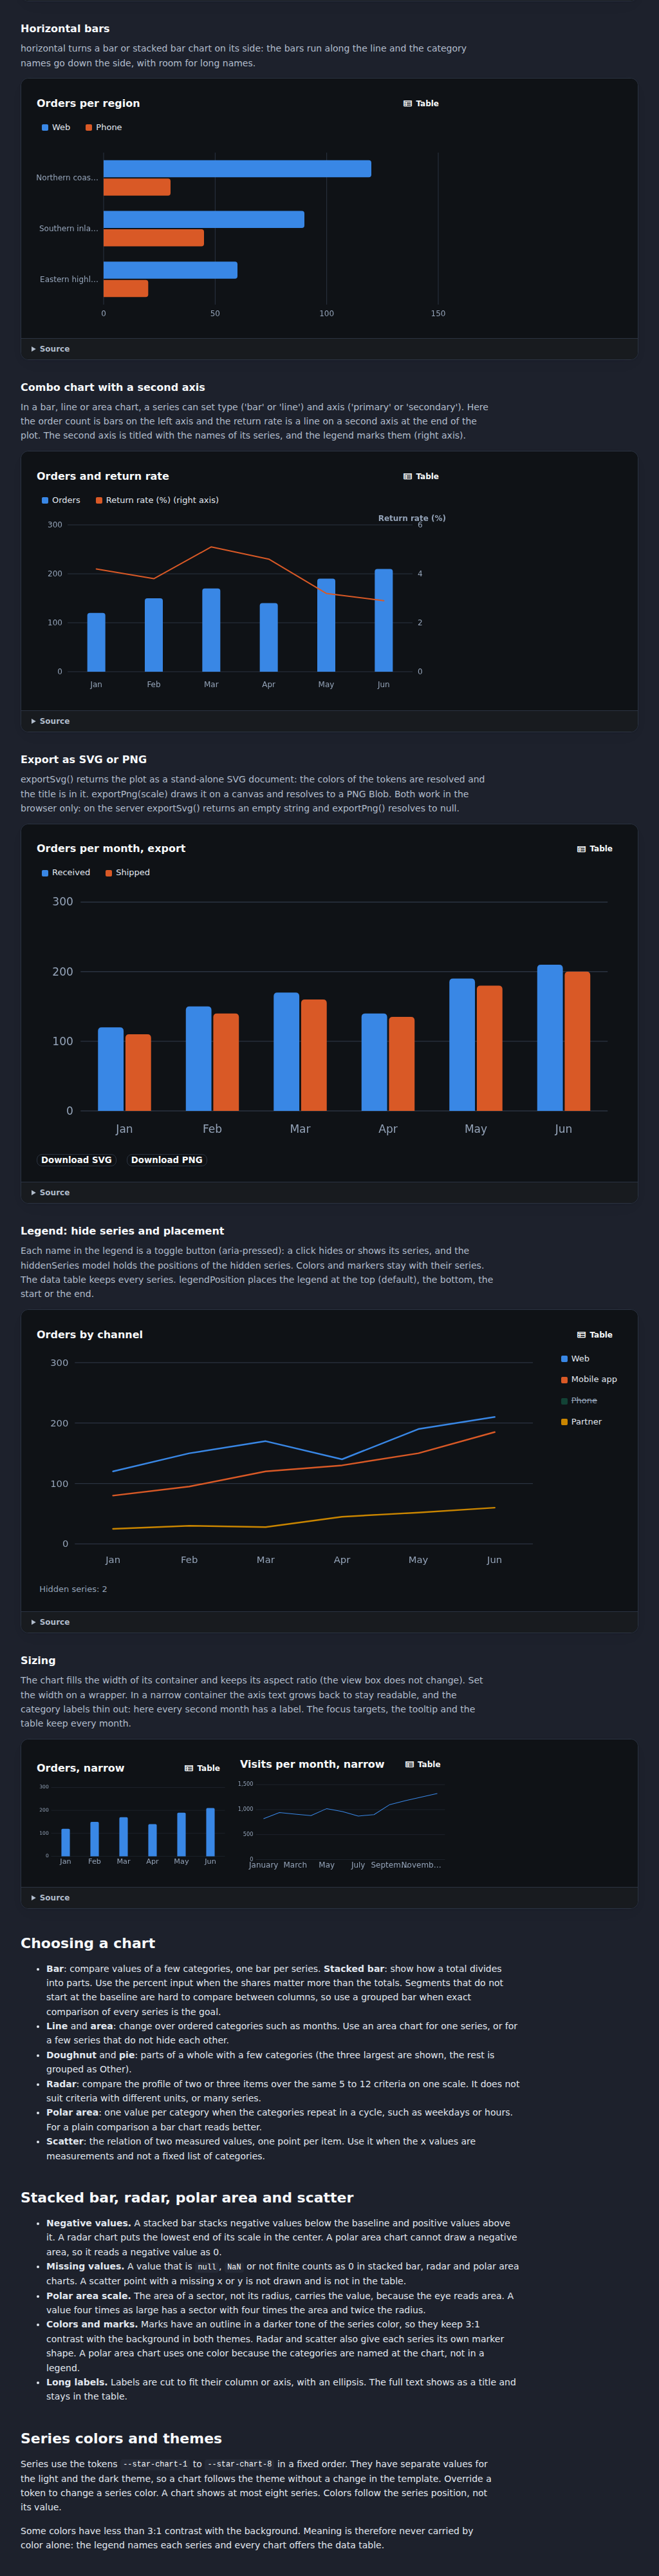 Horizontal bars
horizontal turns a bar or stacked bar chart on its side: the bars run along the line and the category
names go down the side, with room for long names.
Orders per region
Table
Web
Phone
Northern coas…
Southern inla…
Eastern highl…
0
50
100
150
Source
Combo chart with a second axis
In a bar, line or area chart, a series can set type ('bar' or 'line') and axis ('primary' or 'secondary'). Here
the order count is bars on the left axis and the return rate is a line on a second axis at the end of the
plot. The second axis is titled with the names of its series, and the legend marks them (right axis).
Orders and return rate
Table
Orders
Return rate (%) (right axis)
Return rate (%)
300
6
200
4
100
2
0
0
Jan
Feb
Mar
Apr
May
Jun
Source
Export as SVG or PNG
exportSvg() returns the plot as a stand-alone SVG document: the colors of the tokens are resolved and
the title is in it. exportPng(scale) draws it on a canvas and resolves to a PNG Blob. Both work in the
browser only: on the server exportSvg() returns an empty string and exportPng() resolves to null.
Orders per month, export
Table
Received
Shipped
300
200
100
0
Jan
Feb
Mar
Apr
May
Jun
Download SVG
Download PNG
Source
Legend: hide series and placement
Each name in the legend is a toggle button (aria-pressed): a click hides or shows its series, and the
hiddenSeries model holds the positions of the hidden series. Colors and markers stay with their series.
The data table keeps every series. legendPosition places the legend at the top (default), the bottom, the
start or the end.
Orders by channel
Table
Web
Mobile app
Phone
Partner
300
200
100
0
Jan
Feb
Mar
Apr
May
Jun
Hidden series: 2
Source
Sizing
The chart fills the width of its container and keeps its aspect ratio (the view box does not change). Set
the width on a wrapper. In a narrow container the axis text grows back to stay readable, and the
category labels thin out: here every second month has a label. The focus targets, the tooltip and the
table keep every month.
Orders, narrow
Table
300
200
100
0
Jan
Feb
Mar
Apr
May
Jun
Visits per month, narrow
Table
1,500
1,000
500
0
January
March
May
July
Septem…
Novemb…
Source
Choosing a chart
• Bar: compare values of a few categories, one bar per series. Stacked bar: show how a total divides
into parts. Use the percent input when the shares matter more than the totals. Segments that do not
start at the baseline are hard to compare between columns, so use a grouped bar when exact
comparison of every series is the goal.
• Line and area: change over ordered categories such as months. Use an area chart for one series, or for
a few series that do not hide each other.
• Doughnut and pie: parts of a whole with a few categories (the three largest are shown, the rest is
grouped as Other).
• Radar: compare the profile of two or three items over the same 5 to 12 criteria on one scale. It does not
suit criteria with different units, or many series.
• Polar area: one value per category when the categories repeat in a cycle, such as weekdays or hours.
For a plain comparison a bar chart reads better.
• Scatter: the relation of two measured values, one point per item. Use it when the x values are
measurements and not a fixed list of categories.
Stacked bar, radar, polar area and scatter
• Negative values. A stacked bar stacks negative values below the baseline and positive values above
it. A radar chart puts the lowest end of its scale in the center. A polar area chart cannot draw a negative
area, so it reads a negative value as 0.
• Missing values. A value that is null, NaN or not finite counts as 0 in stacked bar, radar and polar area
charts. A scatter point with a missing x or y is not drawn and is not in the table.
• Polar area scale. The area of a sector, not its radius, carries the value, because the eye reads area. A
value four times as large has a sector with four times the area and twice the radius.
• Colors and marks. Marks have an outline in a darker tone of the series color, so they keep 3:1
contrast with the background in both themes. Radar and scatter also give each series its own marker
shape. A polar area chart uses one color because the categories are named at the chart, not in a
legend.
• Long labels. Labels are cut to fit their column or axis, with an ellipsis. The full text shows as a title and
stays in the table.
Series colors and themes
Series use the tokens --star-chart-1 to --star-chart-8 in a fixed order. They have separate values for
the light and the dark theme, so a chart follows the theme without a change in the template. Override a
token to change a series color. A chart shows at most eight series. Colors follow the series position, not
its value.
Some colors have less than 3:1 contrast with the background. Meaning is therefore never carried by
color alone: the legend names each series and every chart offers the data table.